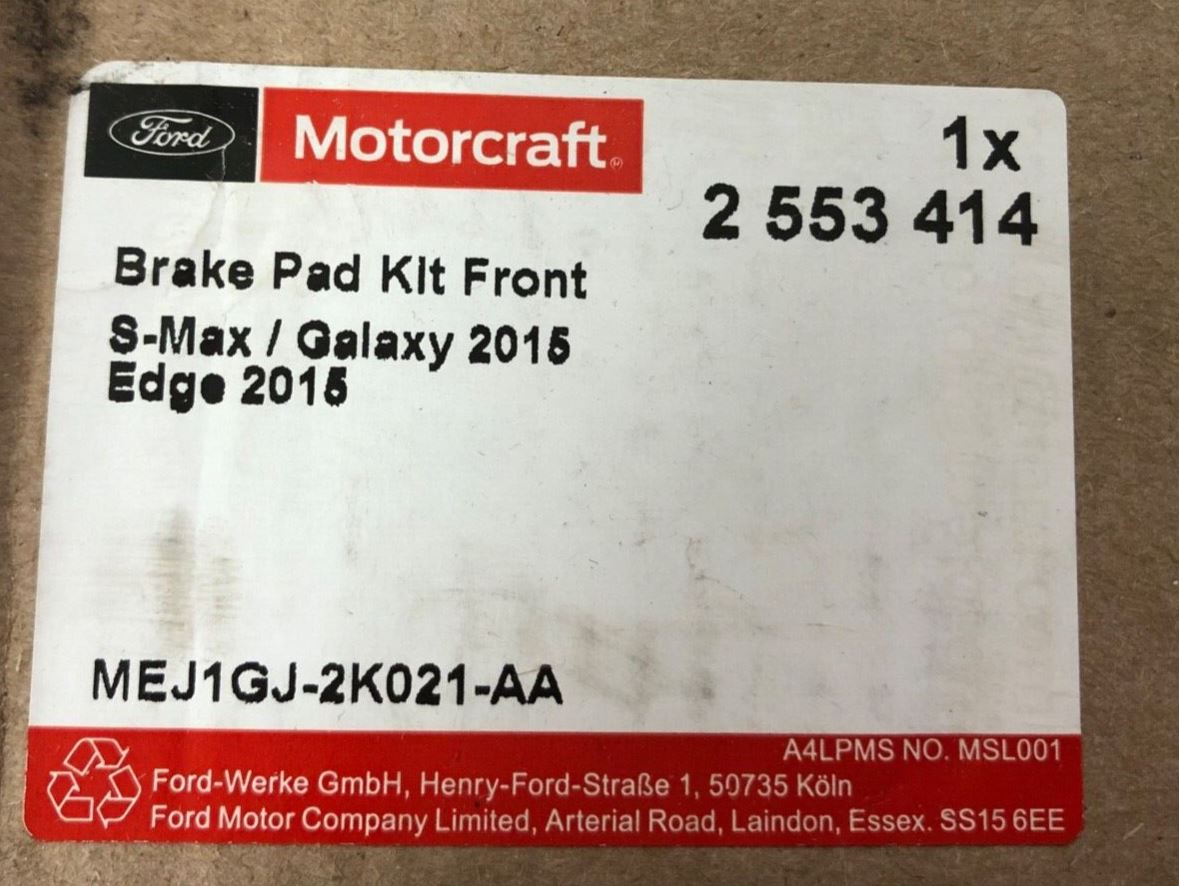 Ford Motorcraft®
1x
2 553 414
Brake Pad Kit Front
S-Max / Galaxy 2015
Edge 2015
MEJ1GJ-2K021-AA
A4LPMS NO. MSL001
Ford-Werke GmbH, Henry-Ford-Straße 1, 50735 Köln
Ford Motor Company Limited, Arterial Road, Laindon, Essex. SS15 6EE